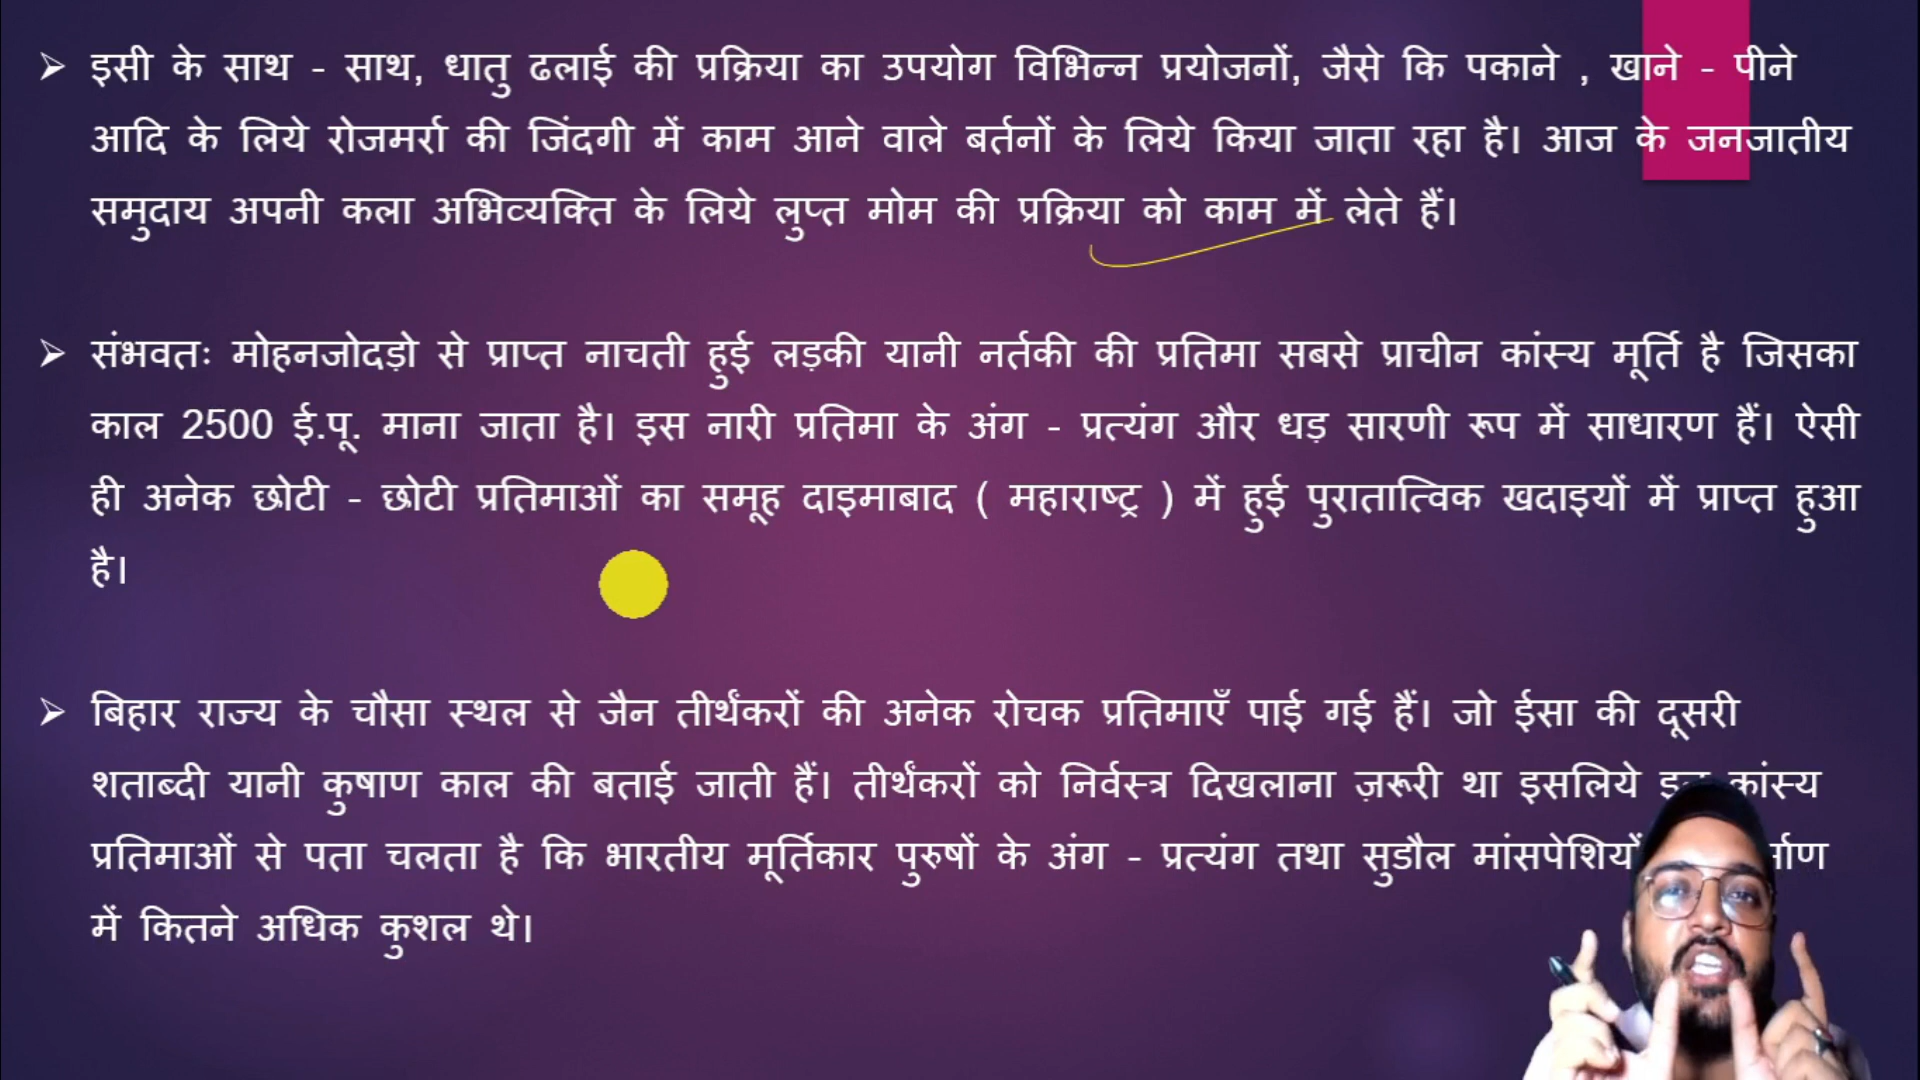 ➢ इसी के साथ - साथ, धातु ढलाई की प्रक्रिया का उपयोग विभिन्न प्रयोजनों, जैसे कि पकाने , खाने - पीने
आदि के लिये रोजमर्रा की जिंदगी में काम आने वाले बर्तनों के लिये किया जाता रहा है। आज के जनजातीय
समुदाय अपनी कला अभिव्यक्ति के लिये लुप्त मोम की प्रक्रिया को काम में लेते हैं।
➢ संभवतः मोहनजोदड़ो से प्राप्त नाचती हुई लड़की यानी नर्तकी की प्रतिमा सबसे प्राचीन कांस्य मूर्ति है जिसका
काल 2500 ई.पू. माना जाता है। इस नारी प्रतिमा के अंग - प्रत्यंग और धड़ सारणी रूप में साधारण हैं। ऐसी
ही अनेक छोटी - छोटी प्रतिमाओं का समूह दाइमाबाद ( महाराष्ट्र ) में हुई पुरातात्विक खदाइयों में प्राप्त हुआ
है।
➢ बिहार राज्य के चौसा स्थल से जैन तीर्थंकरों की अनेक रोचक प्रतिमाएँ पाई गई हैं। जो ईसा की दूसरी
शताब्दी यानी कुषाण काल की बताई जाती हैं। तीर्थंकरों को निर्वस्त्र दिखलाना ज़रूरी था इसलिये कांस्य
प्रतिमाओं से पता चलता है कि भारतीय मूर्तिकार पुरुषों के अंग - प्रत्यंग तथा सुडौल
में कितने अधिक कुशल थे।